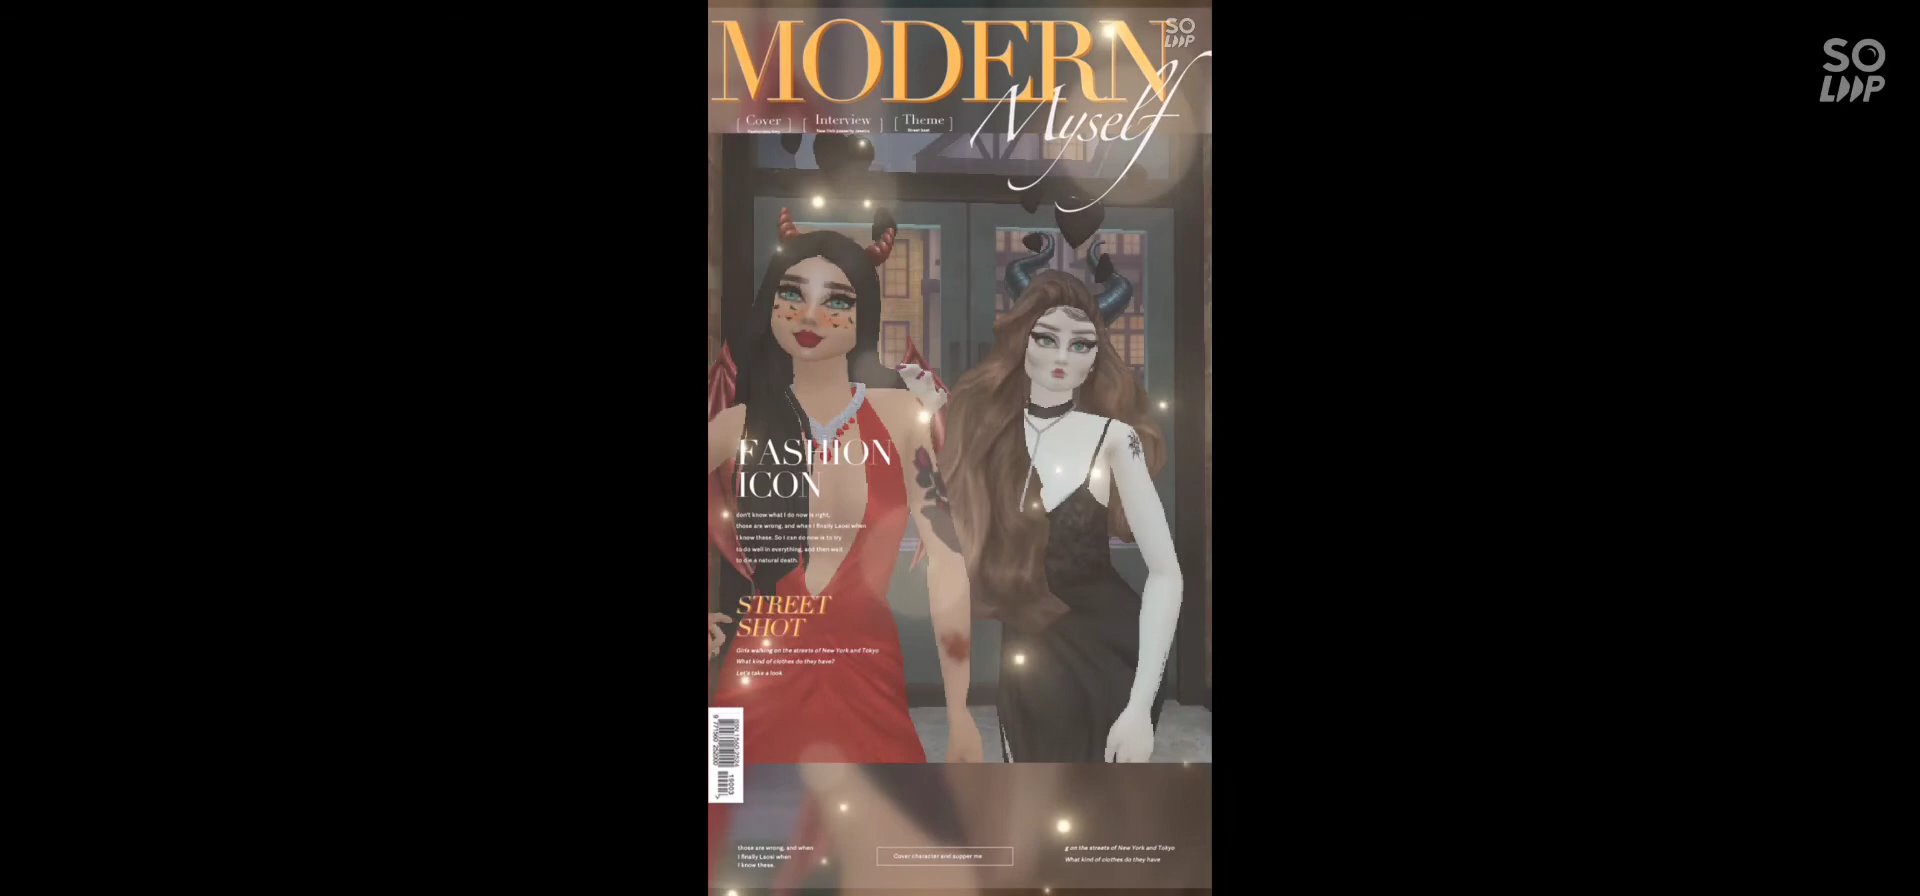 MODERN
Myself
SO
LOOP
SO
LOOP
[ Cover ] [ Interview ] [ Theme ]
Street beat
FASHION
ICON
don't know what I do now is right,
those are wrong, and when I finally Laosi when
I know these. So I can do now is to try
to do well in everything, and then wait
to die a natural death.
STREET
SHOT
Girls walking on the streets of New York and Tokyo
What kind of clothes do they have?
Let's take a look
those are wrong, and when
I finally Laosi when
I know these.
Cover character and supper me
g on the streets of New York and Tokyo
What kind of clothes do they have